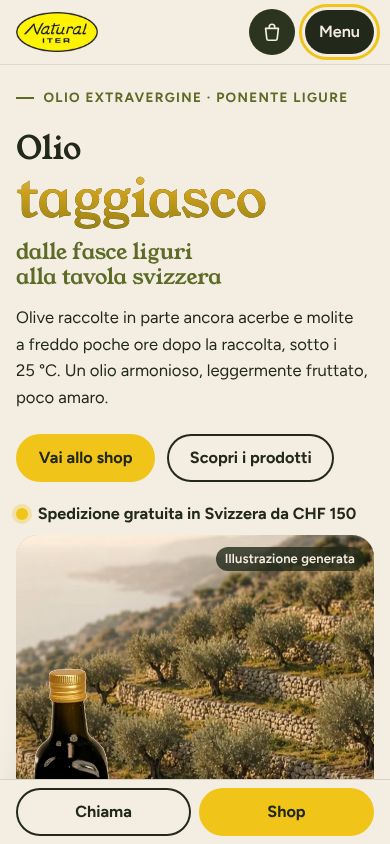 Natural
ITER
Menu
OLIO EXTRAVERGINE · PONENTE LIGURE
Olio
taggiasco
dalle fasce liguri
alla tavola svizzera
Olive raccolte in parte ancora acerbe e molite
a freddo poche ore dopo la raccolta, sotto i
25 °C. Un olio armonioso, leggermente fruttato,
poco amaro.
Vai allo shop
Scopri i prodotti
Spedizione gratuita in Svizzera da CHF 150
Illustrazione generata
Chiama
Shop